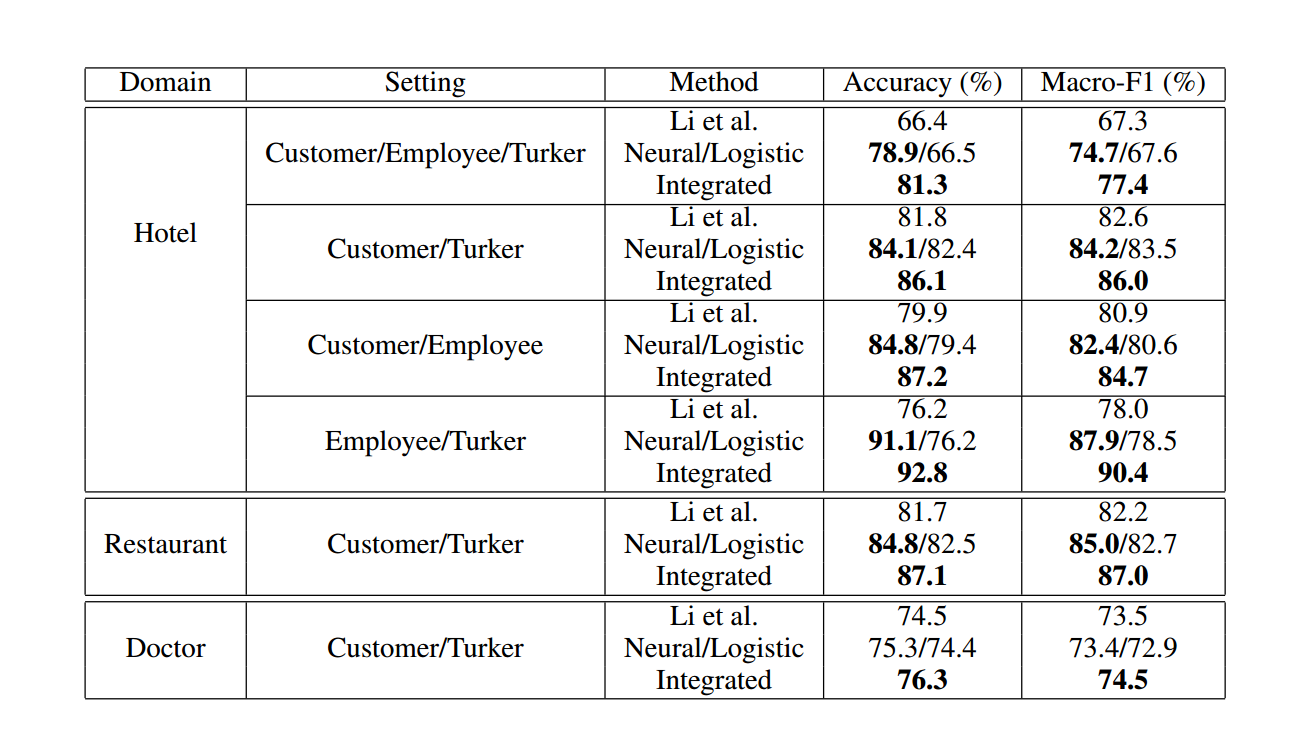 Domain Setting Method Accuracy (%) Macro-F1 (%)
Li et al. 66.4 67.3
Customer/Employee/Turker Neural/Logistic 78.9/66.5 74.7/67.6
Integrated 81.3 77.4
Li et al. 81.8 82.6
Hotel Customer/Turker Neural/Logistic 84.1/82.4 84.2/83.5
Integrated 86.1 86.0
Li et al. 79.9 80.9
Customer/Employee Neural/Logistic 84.8/79.4 82.4/80.6
Integrated 87.2 84.7
Li et al. 76.2 78.0
Employee/Turker Neural/Logistic 91.1/76.2 87.9/78.5
Integrated 92.8 90.4
Li et al. 81.7 82.2
Restaurant Customer/Turker Neural/Logistic 84.8/82.5 85.0/82.7
Integrated 87.1 87.0
Li et al. 74.5 73.5
Doctor Customer/Turker Neural/Logistic 75.3/74.4 73.4/72.9
Integrated 76.3 74.5